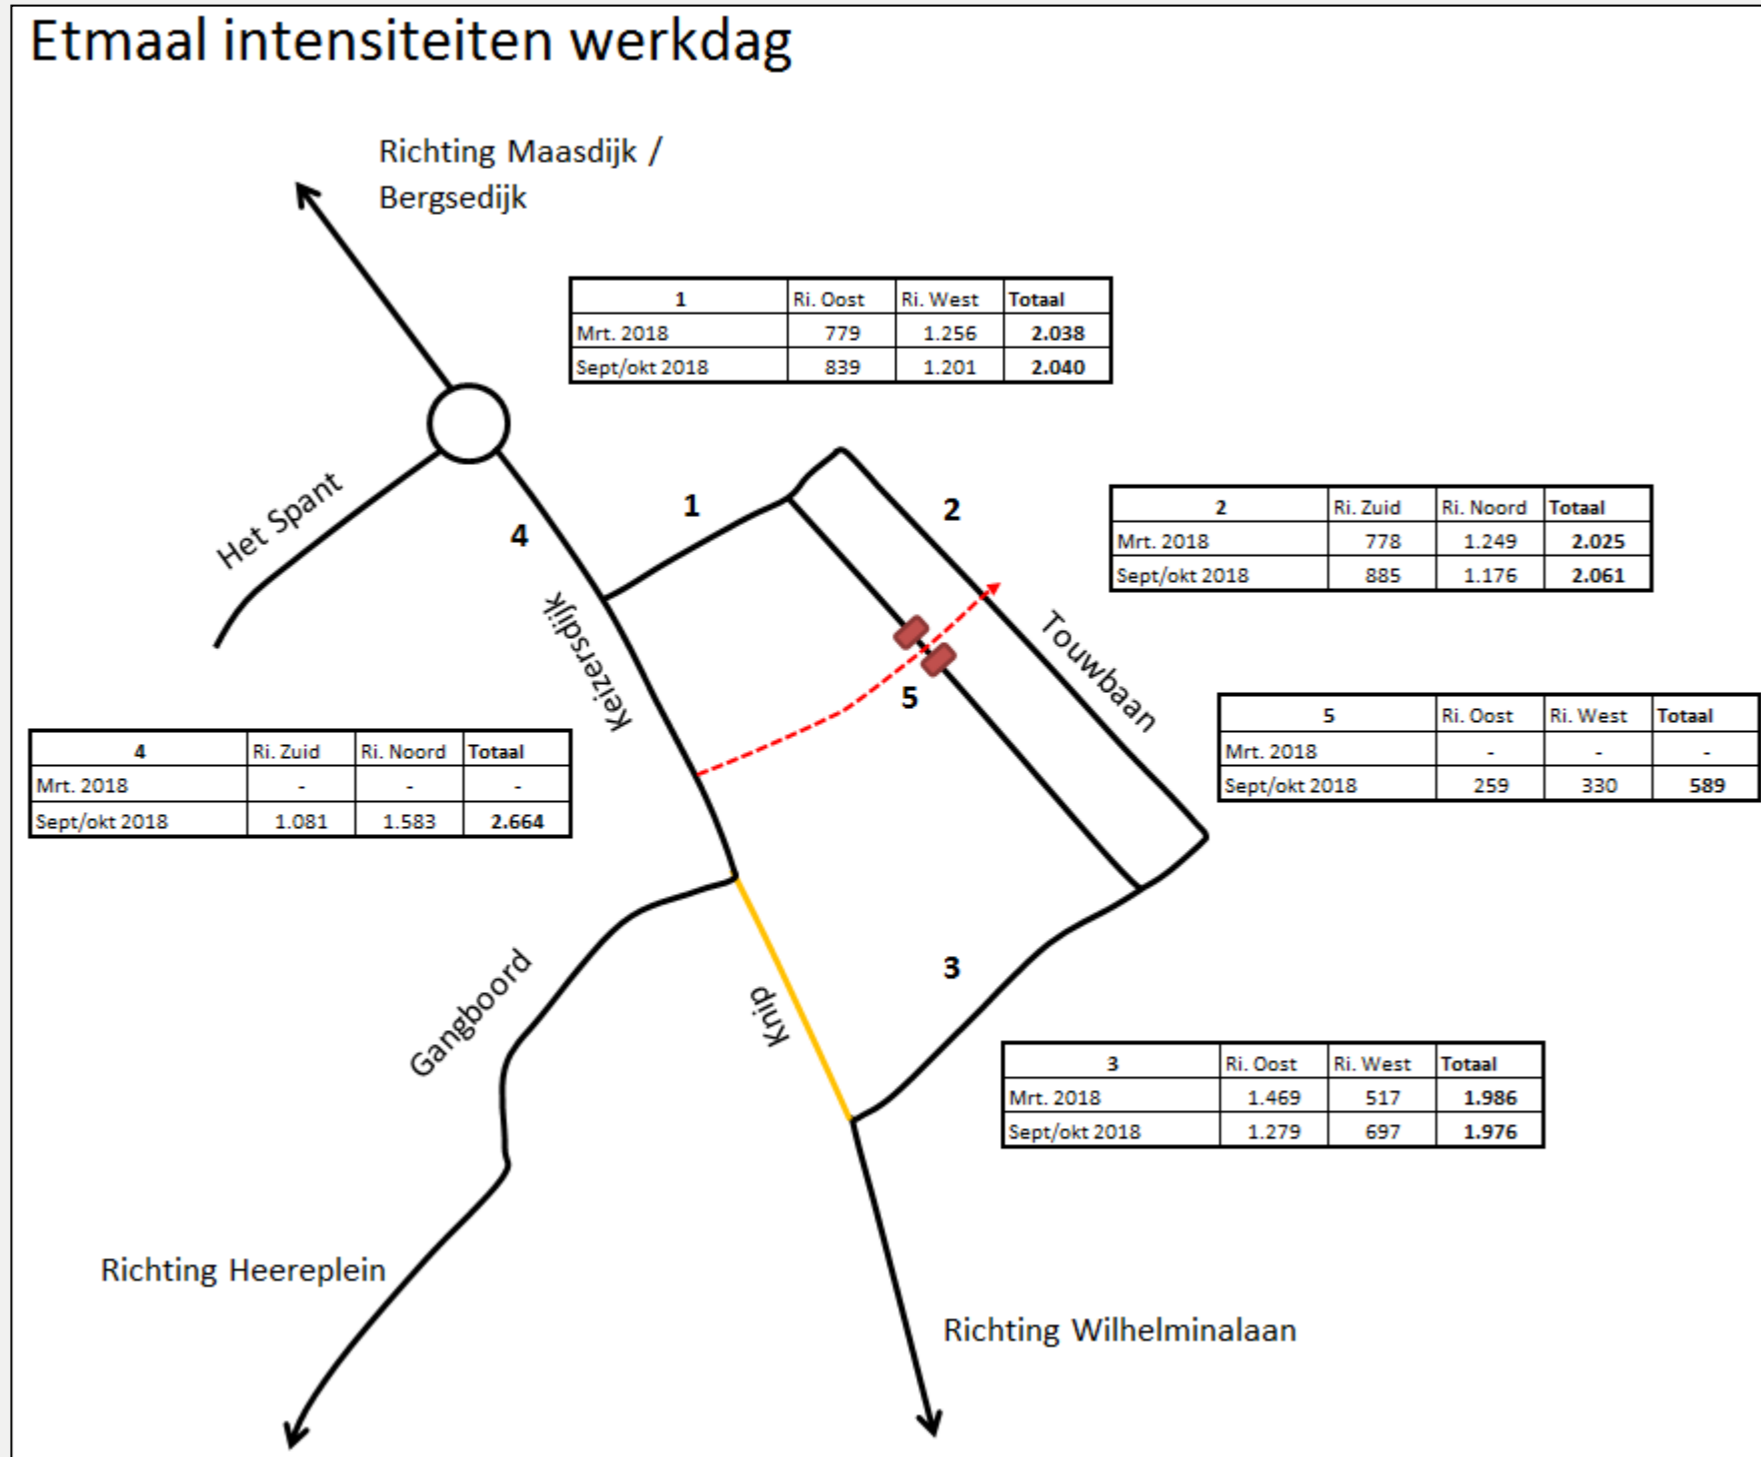 Etmaal intensiteiten werkdag
Richting Maasdijk /
Bergsedijk
1 Ri. Oost Ri. West Totaal
Mrt. 2018 779 1.256 2.038
Sept/okt 2018 839 1.201 2.040
Het Spant
4
1
2
2 Ri. Zuid Ri. Noord Totaal
Mrt. 2018 778 1.249 2.025
Sept/okt 2018 885 1.176 2.061
Keizersdijk
Touwbaan
5
5 Ri. Oost Ri. West Totaal
Mrt. 2018 - - -
Sept/okt 2018 259 330 589
4 Ri. Zuid Ri. Noord Totaal
Mrt. 2018 - - -
Sept/okt 2018 1.081 1.583 2.664
Gangboord
Knip
3
3 Ri. Oost Ri. West Totaal
Mrt. 2018 1.469 517 1.986
Sept/okt 2018 1.279 697 1.976
Richting Heereplein
Richting Wilhelminalaan